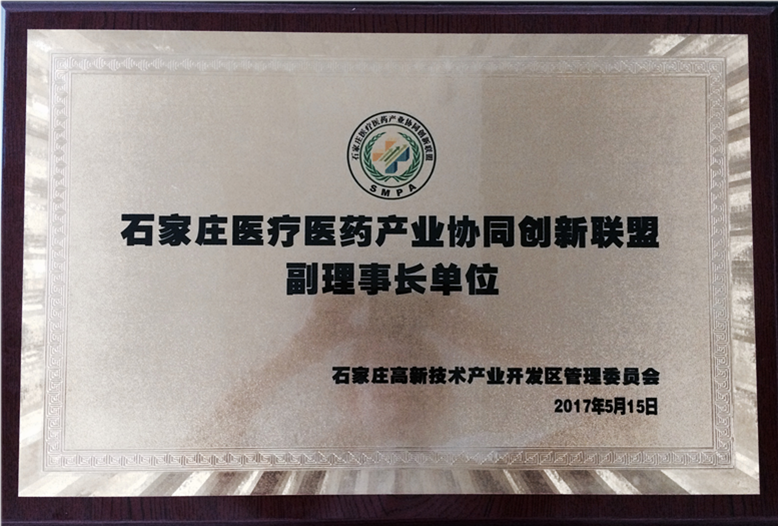 石家庄医疗医药产业协同创新联盟
SMPA
石家庄医疗医药产业协同创新联盟
副理事长单位
石家庄高新技术产业开发区管理委员会
2017年5月15日